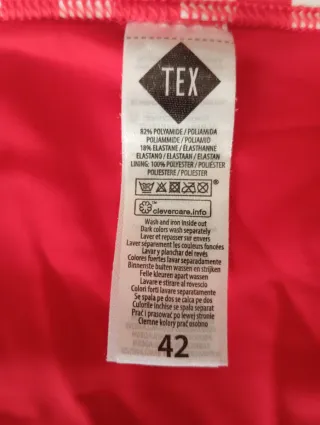 TEX
82% POLYAMIDE / POLIAMIDA
POLIAMMIDE / POLIAMID
18% ELASTANE / ÉLASTHANNE
ELASTANO / ELASTAAN / ELASTAN
LINING: 100% POLYESTER / POLIÉSTER
POLIESTERE / POLIESTER
clevercare.info
Wash and iron inside out
Dark colors wash separately
Laver et repasser sur envers
Laver séparément les couleurs foncées
Lavar y planchar del revés
Colores fuertes lavar separadamente
Binnenste buiten wassen en strijken
Felle kleuren apart wassen
Lavare e stirare al rovescio
Colori forti lavare separatamente
Se spala pe dos se calca pe dos
Culorile inchise se spala separat
Prać i prasować po lewej stronie
Ciemne kolory prać osobno
42